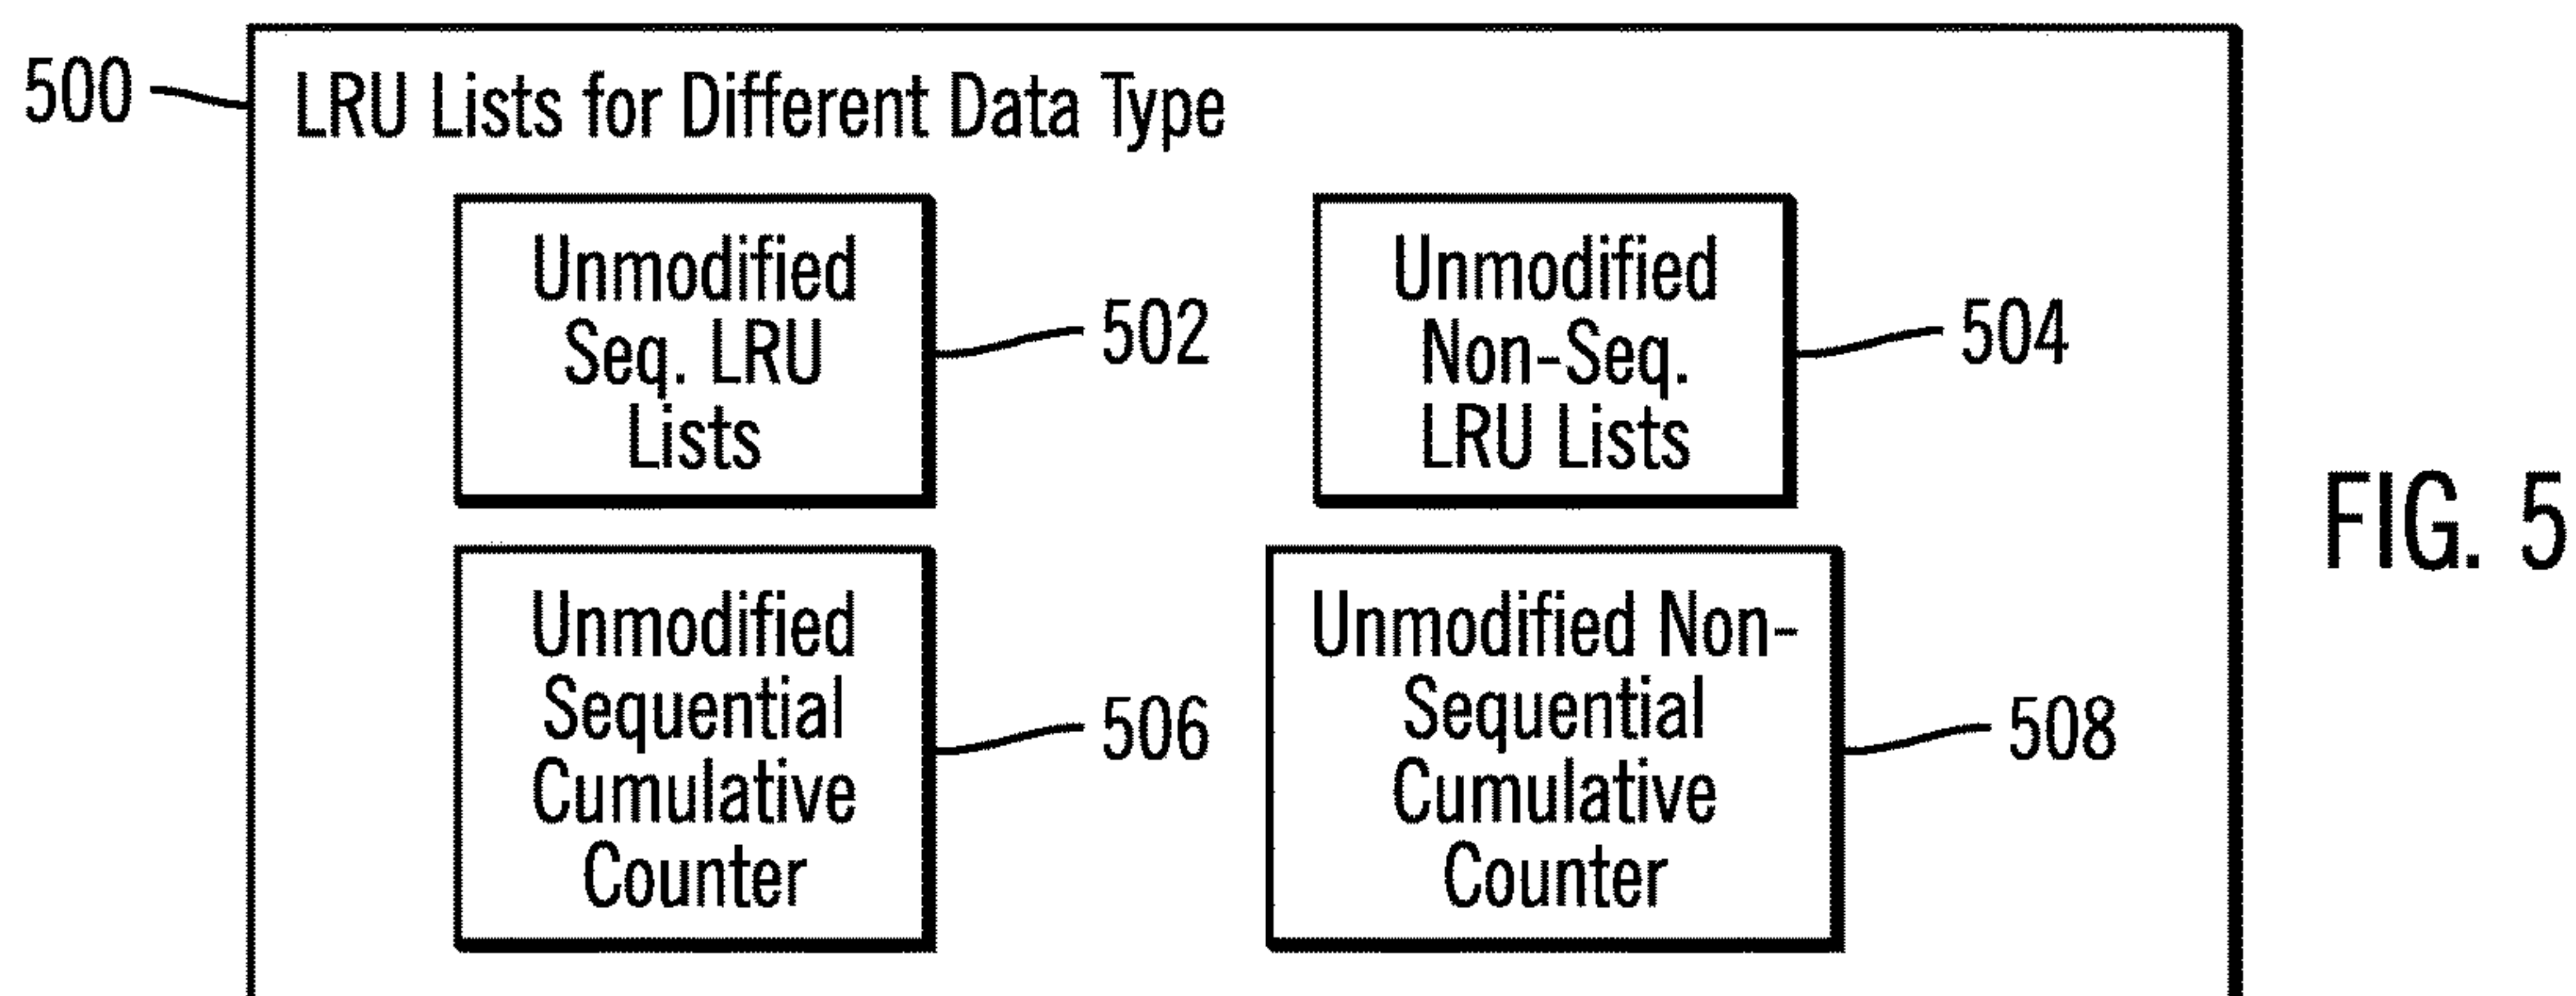 500
LRU Lists for Different Data Type
Unmodified
Seq. LRU
Lists
502
Unmodified
Non-Seq.
LRU Lists
504
Unmodified
Sequential
Cumulative
Counter
506
Unmodified Non-
Sequential
Cumulative
Counter
508
FIG. 5